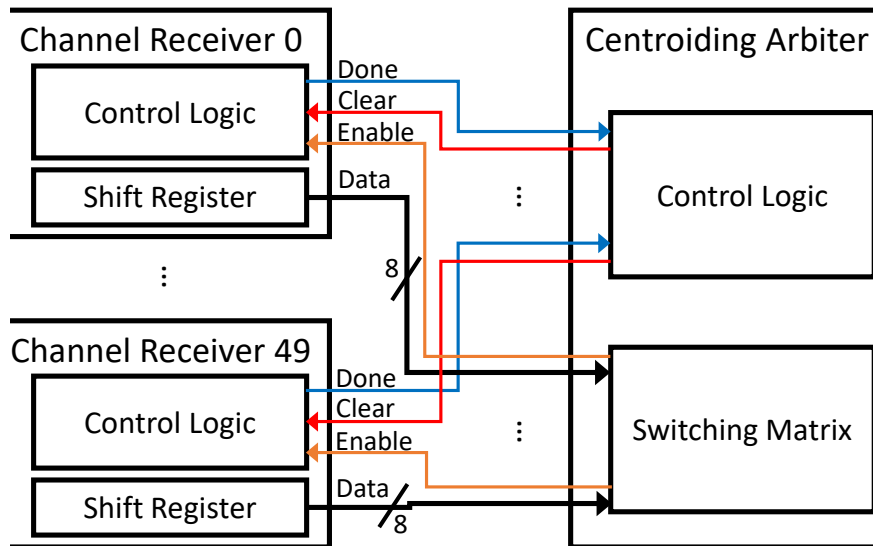 Channel Receiver 0
Control Logic
Shift Register
Done
Clear
Enable
Data
8
⋮
Channel Receiver 49
Control Logic
Shift Register
Done
Clear
Enable
Data
8
Centroiding Arbiter
⋮
Control Logic
⋮
Switching Matrix